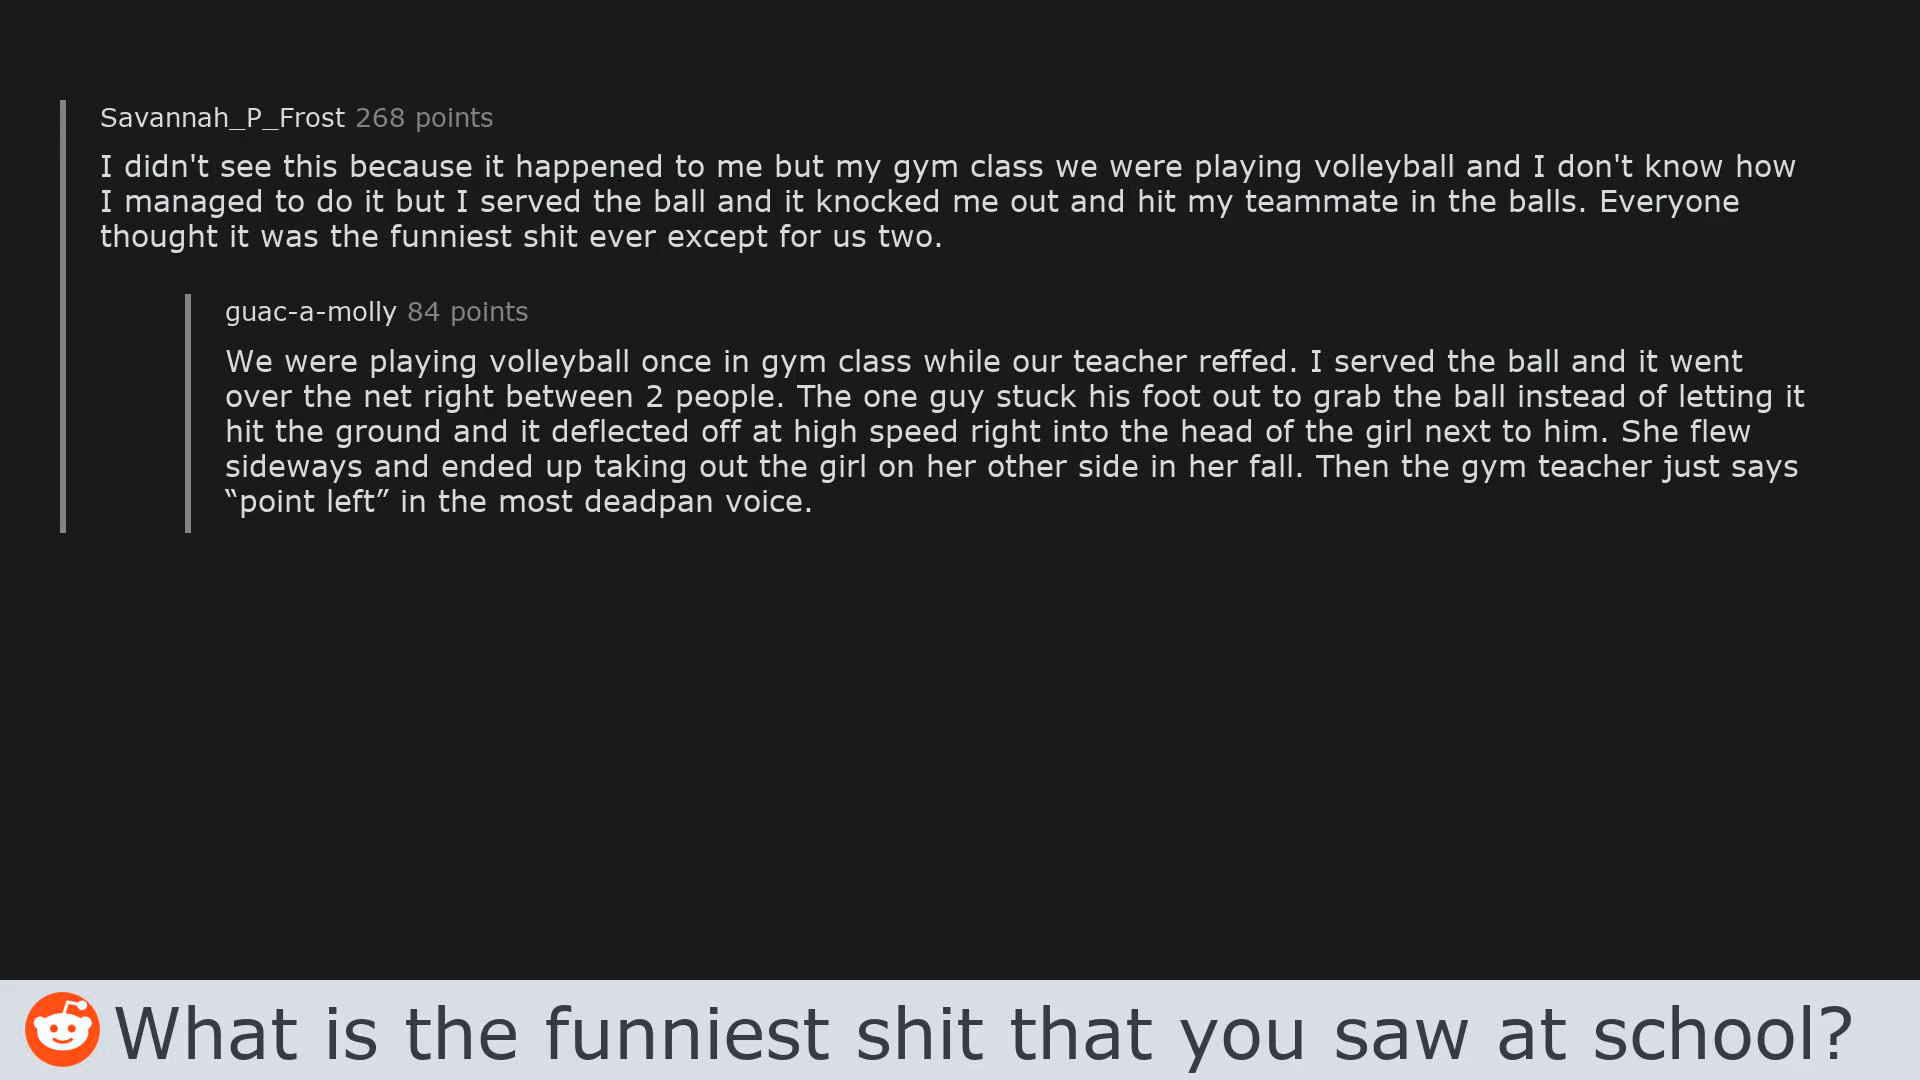 Savannah_P_Frost 268 points
I didn't see this because it happened to me but my gym class we were playing volleyball and I don't know how
I managed to do it but I served the ball and it knocked me out and hit my teammate in the balls. Everyone
thought it was the funniest shit ever except for us two.
guac-a-molly 84 points
We were playing volleyball once in gym class while our teacher reffed. I served the ball and it went
over the net right between 2 people. The one guy stuck his foot out to grab the ball instead of letting it
hit the ground and it deflected off at high speed right into the head of the girl next to him. She flew
sideways and ended up taking out the girl on her other side in her fall. Then the gym teacher just says
“point left” in the most deadpan voice.
What is the funniest shit that you saw at school?